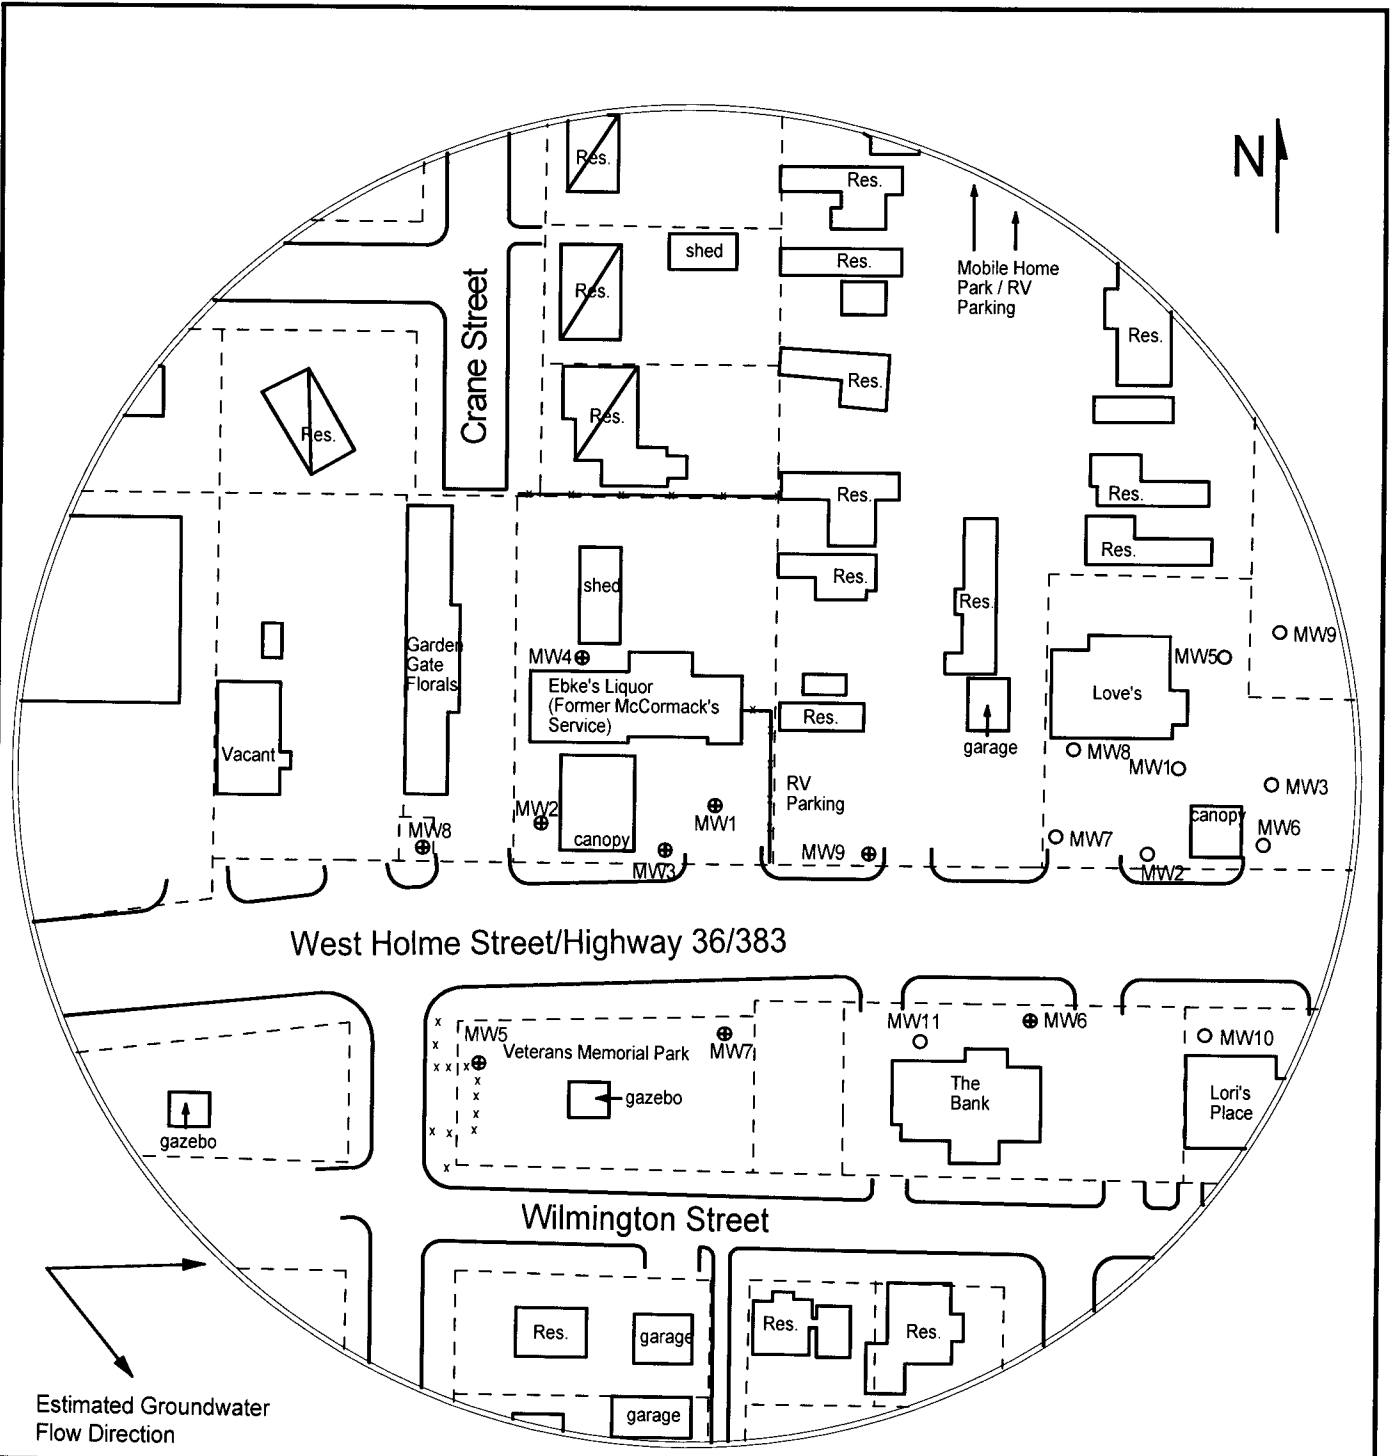 N
Res.
Res.
shed
Res.
Res.
Mobile Home
Park / RV
Parking
Crane Street
Res.
Res.
Res.
Res.
Res.
Res.
Res.
Res.
Res.
shed
Res.
MW9
Garden
Gate
Florals
MW4
MW5
Ebke's Liquor
(Former McCormack's
Service)
Love's
Res.
Vacant
garage
MW8
MW1
RV
Parking
MW3
MW2
MW1
canopy
MW6
MW8
canopy
MW7
MW3
MW9
MW2
West Holme Street/Highway 36/383
MW5
MW7
MW11
MW6
MW10
Veterans Memorial Park
gazebo
The
Bank
Lori's
Place
gazebo
Wilmington Street
Res.
garage
Res.
Res.
garage
Estimated Groundwater
Flow Direction